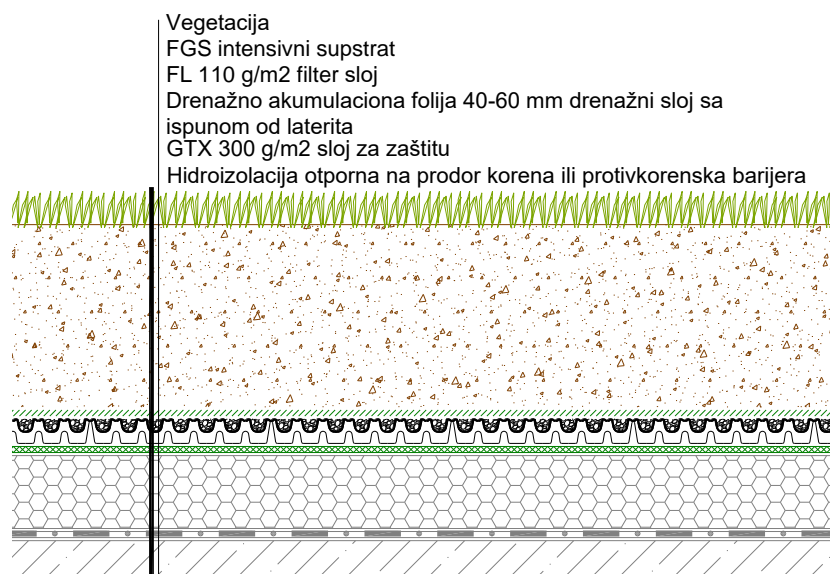 Vegetacija
FGS intensivni supstrat
FL 110 g/m2 filter sloj
Drenažno akumulaciona folija 40-60 mm drenažni sloj sa
ispunom od laterita
GTX 300 g/m2 sloj za zaštitu
Hidroizolacija otporna na prodor korena ili protivkorenska barijera